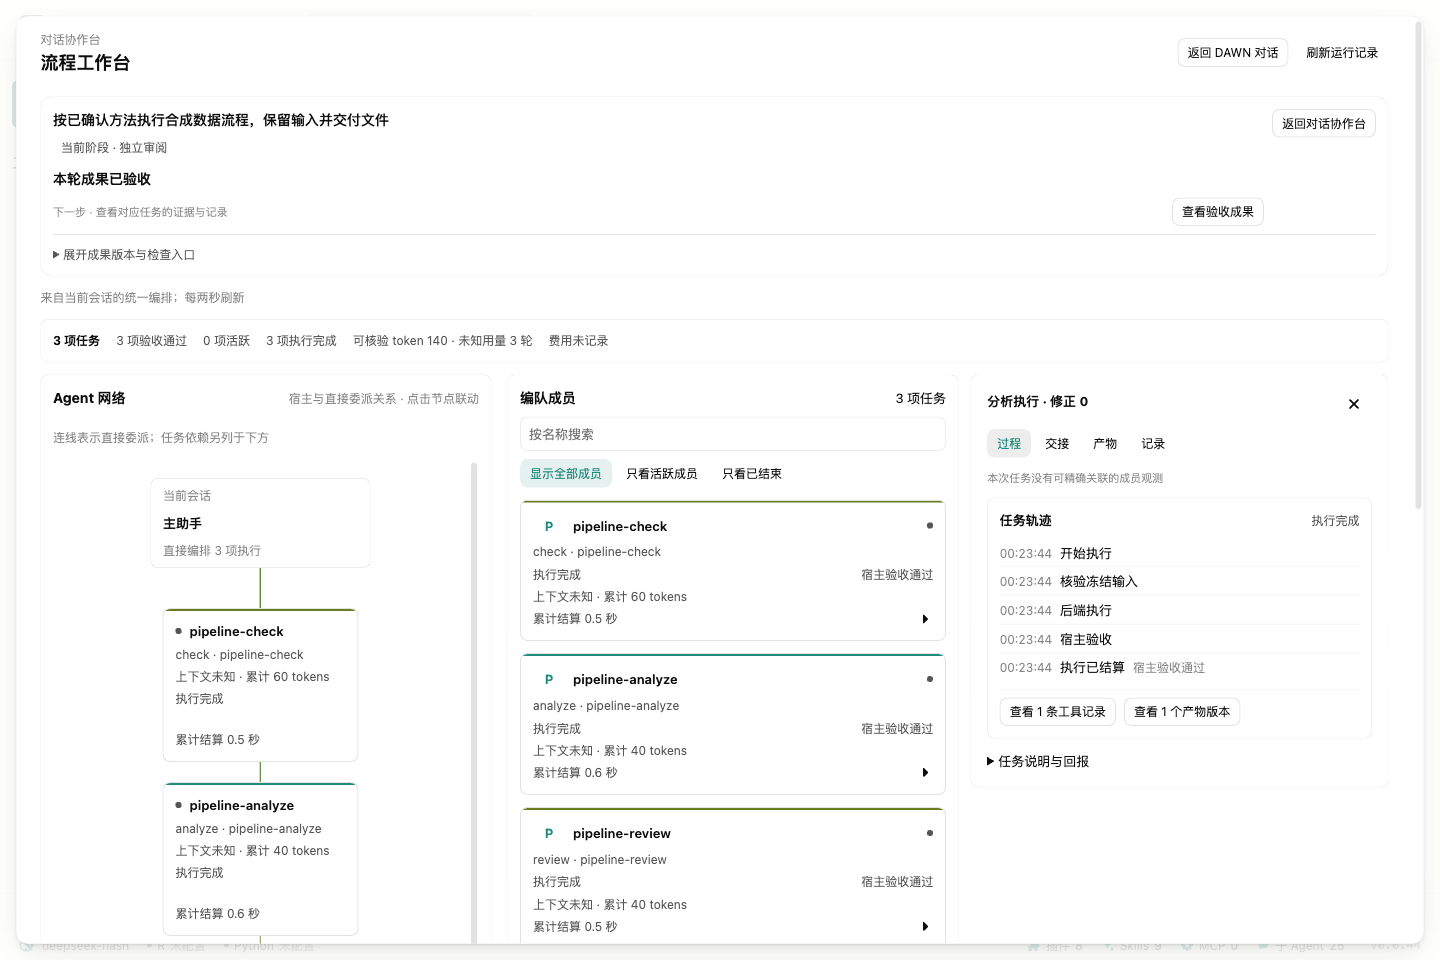 对话协作台
流程工作台
返回 DAWN 对话
刷新运行记录
按已确认方法执行合成数据流程，保留输入并交付文件
返回对话协作台
当前阶段 · 独立审阅
本轮成果已验收
下一步 · 查看对应任务的证据与记录
查看验收成果
展开成果版本与检查入口
来自当前会话的统一编排；每两秒刷新
3 项任务 3 项验收通过 0 项活跃 3 项执行完成 可核验 token 140 · 未知用量 3 轮 费用未记录
Agent 网络
宿主与直接委派关系 · 点击节点联动
连线表示直接委派；任务依赖另列于下方
当前会话
主助手
直接编排 3 项执行
pipeline-check
check · pipeline-check
上下文未知 · 累计 60 tokens
执行完成
累计结算 0.5 秒
pipeline-analyze
analyze · pipeline-analyze
上下文未知 · 累计 40 tokens
执行完成
累计结算 0.6 秒
编队成员
3 项任务
按名称搜索
显示全部成员 只看活跃成员 只看已结束
P pipeline-check
check · pipeline-check
执行完成 宿主验收通过
上下文未知 · 累计 60 tokens
累计结算 0.5 秒
P pipeline-analyze
analyze · pipeline-analyze
执行完成 宿主验收通过
上下文未知 · 累计 40 tokens
累计结算 0.6 秒
P pipeline-review
review · pipeline-review
执行完成 宿主验收通过
上下文未知 · 累计 40 tokens
累计结算 0.5 秒
分析执行 · 修正 0
过程 交接 产物 记录
本次任务没有可精确关联的成员观测
任务轨迹 执行完成
00:23:44 开始执行
00:23:44 核验冻结输入
00:23:44 后端执行
00:23:44 宿主验收
00:23:44 执行已结算 宿主验收通过
查看 1 条工具记录 查看 1 个产物版本
任务说明与回报
R 未配置 Python 未配置 插件 8 Skills 9 MCP 0 子 Agent 25